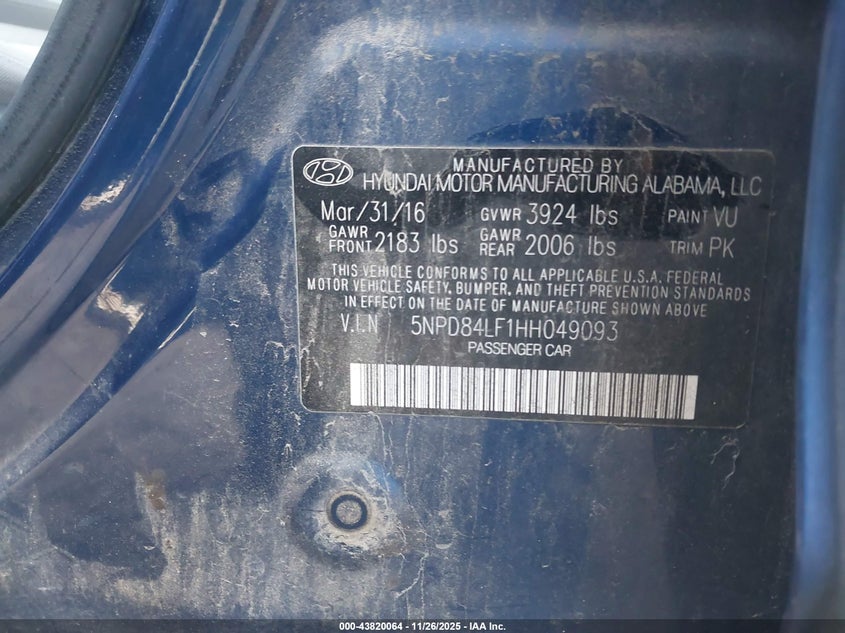 MANUFACTURED BY
HYUNDAI MOTOR MANUFACTURING ALABAMA, LLC
Mar/31/16 GVWR 3924 lbs PAINT VU
GAWR FRONT 2183 lbs GAWR REAR 2006 lbs TRIM PK
THIS VEHICLE CONFORMS TO ALL APPLICABLE U.S.A. FEDERAL
MOTOR VEHICLE SAFETY, BUMPER, AND THEFT PREVENTION STANDARDS
IN EFFECT ON THE DATE OF MANUFACTURE SHOWN ABOVE
V.I.N 5NPD84LF1HH049093
PASSENGER CAR
000-43820064 - 11/26/2025 - IAA Inc.